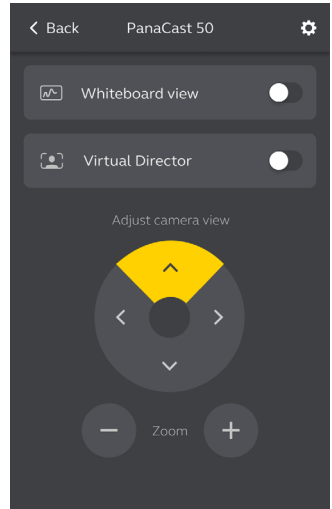 Back PanaCast 50
Whiteboard view
Virtual Director
Adjust camera view
Zoom